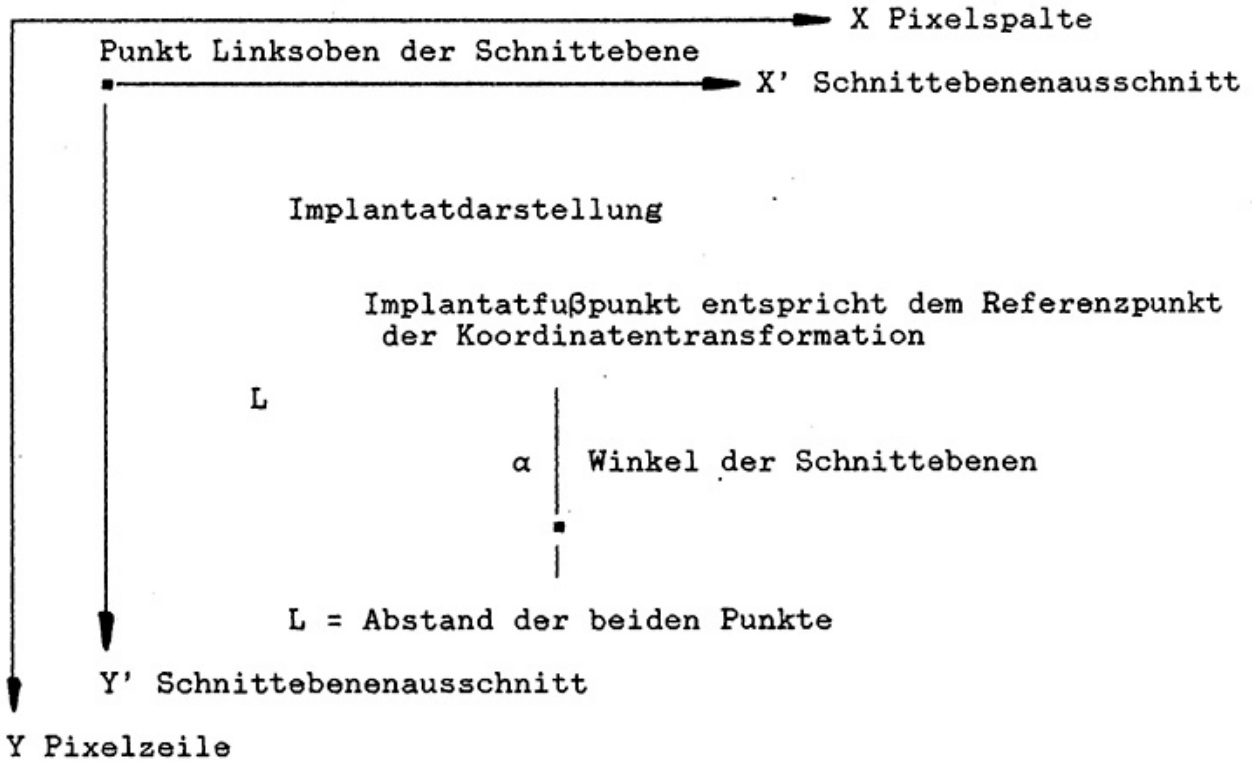 X Pixelspalte
Punkt Linksoben der Schnittebene
X' Schnittebenenausschnitt
Implantatdarstellung
Implantatfußpunkt entspricht dem Referenzpunkt
der Koordinatentransformation
L
α Winkel der Schnittebenen
L = Abstand der beiden Punkte
Y' Schnittebenenausschnitt
Y Pixelzeile